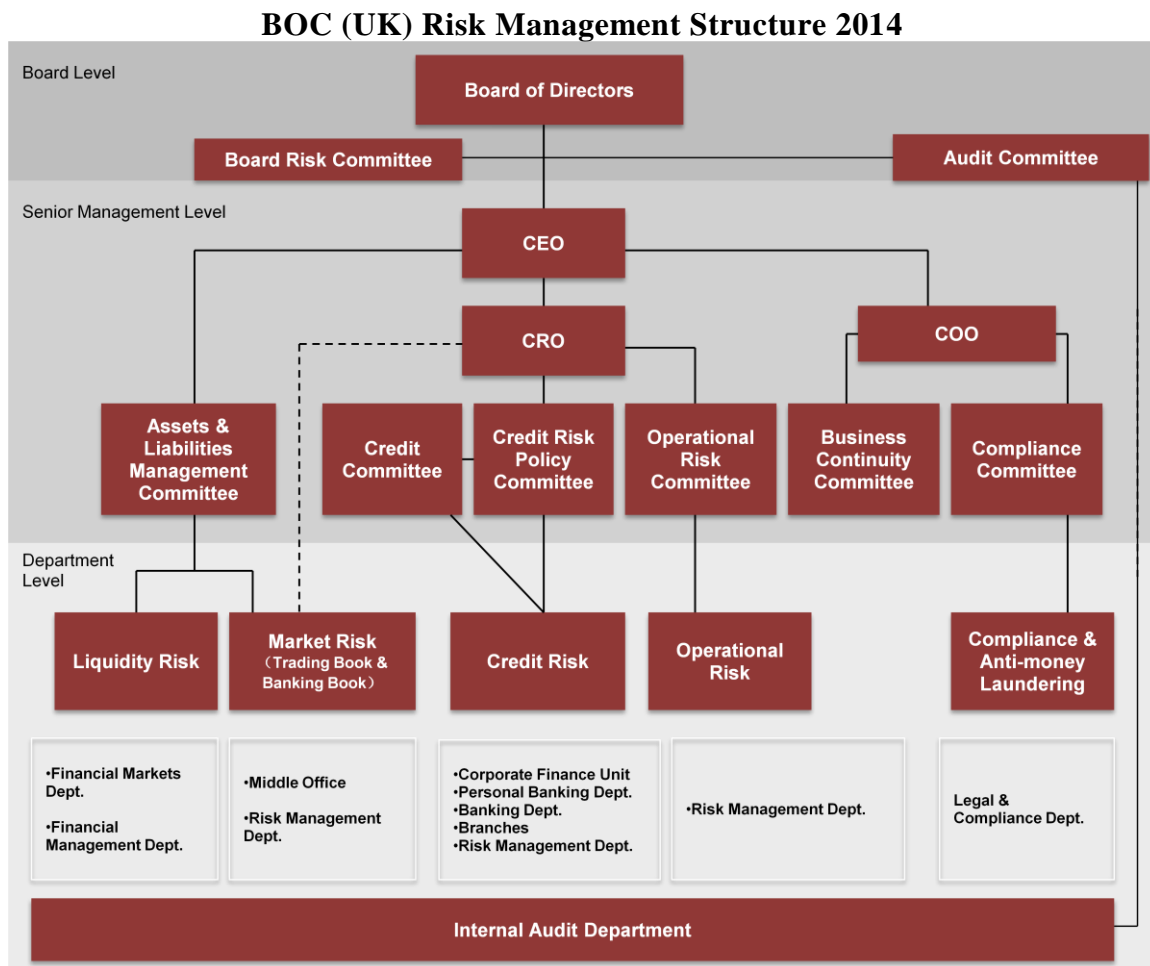 BOC (UK) Risk Management Structure 2014
Board Level
Board of Directors
Board Risk Committee
Audit Committee
Senior Management Level
CEO
CRO
COO
Assets &
Liabilities
Management
Committee
Credit
Committee
Credit Risk
Policy
Committee
Operational
Risk
Committee
Business
Continuity
Committee
Compliance
Committee
Department
Level
Liquidity Risk
Market Risk
（Trading Book &
Banking Book）
Credit Risk
Operational
Risk
Compliance &
Anti-money
Laundering
•Financial Markets
Dept.
•Financial
Management Dept.
•Middle Office
•Risk Management
Dept.
•Corporate Finance Unit
•Personal Banking Dept.
•Banking Dept.
•Branches
•Risk Management Dept.
•Risk Management Dept.
Legal &
Compliance Dept.
Internal Audit Department